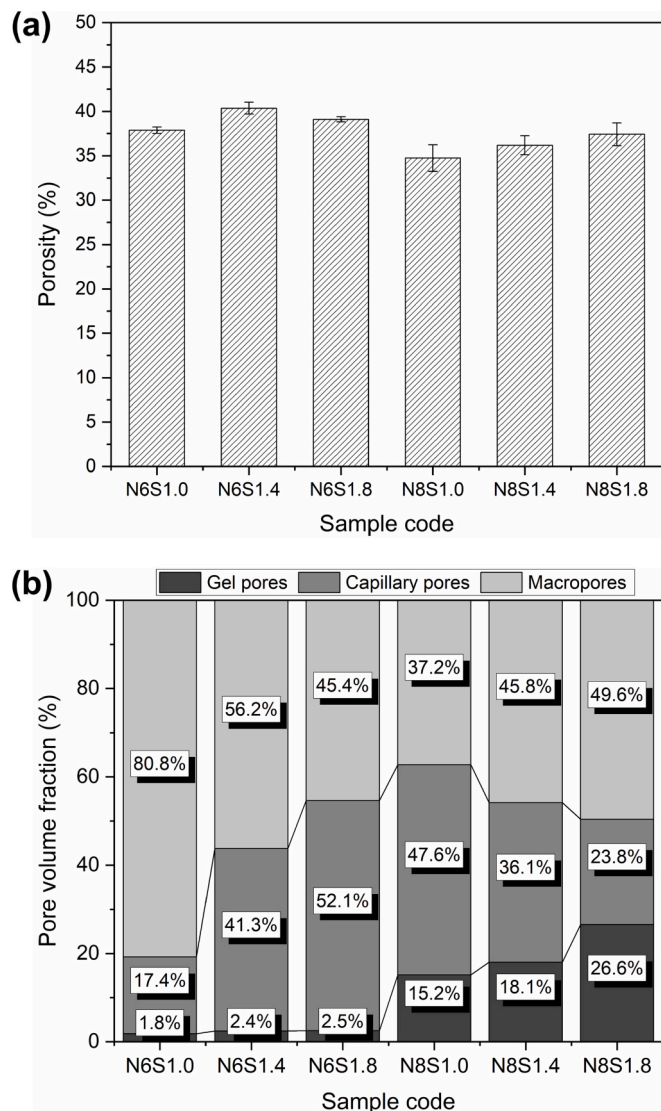 (a)
50
45
40
35
30
25
20
15
10
5
0
Porosity (%)
N6S1.0 N6S1.4 N6S1.8 N8S1.0 N8S1.4 N8S1.8
Sample code
(b)
Gel pores Capillary pores Macropores
100
80
60
40
20
0
Pore volume fraction (%)
80.8% 56.2% 45.4% 37.2% 45.8% 49.6%
17.4% 41.3% 52.1% 47.6% 36.1% 23.8%
1.8% 2.4% 2.5% 15.2% 18.1% 26.6%
N6S1.0 N6S1.4 N6S1.8 N8S1.0 N8S1.4 N8S1.8
Sample code